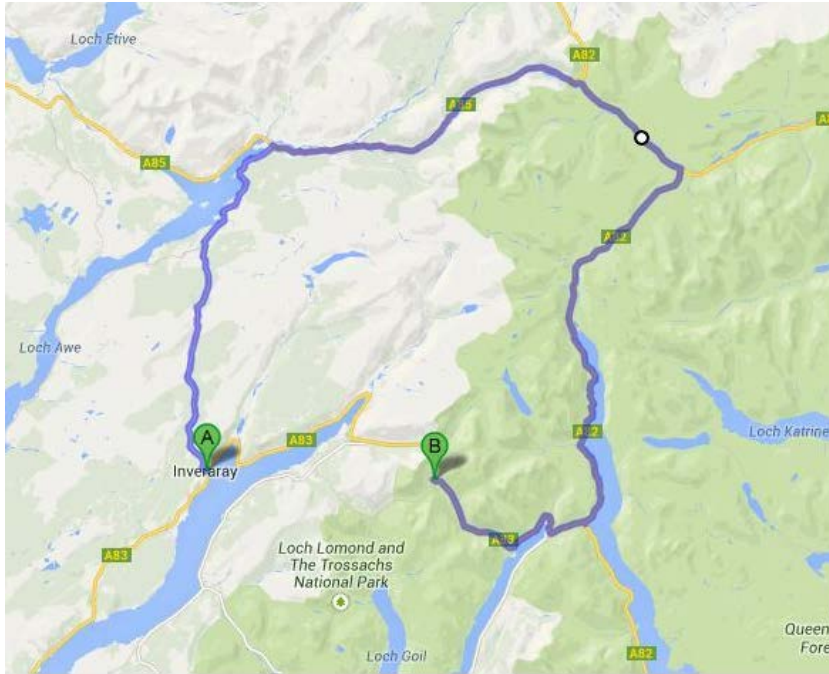 Loch Etive
A82
A85
A8
A85
A82
Loch Awe
A82
Loch Katrine
A
A83
B
Inveraray
A83
A83
Loch Lomond and
The Trossachs
National Park
Queen
Fore
A82
Loch Goil